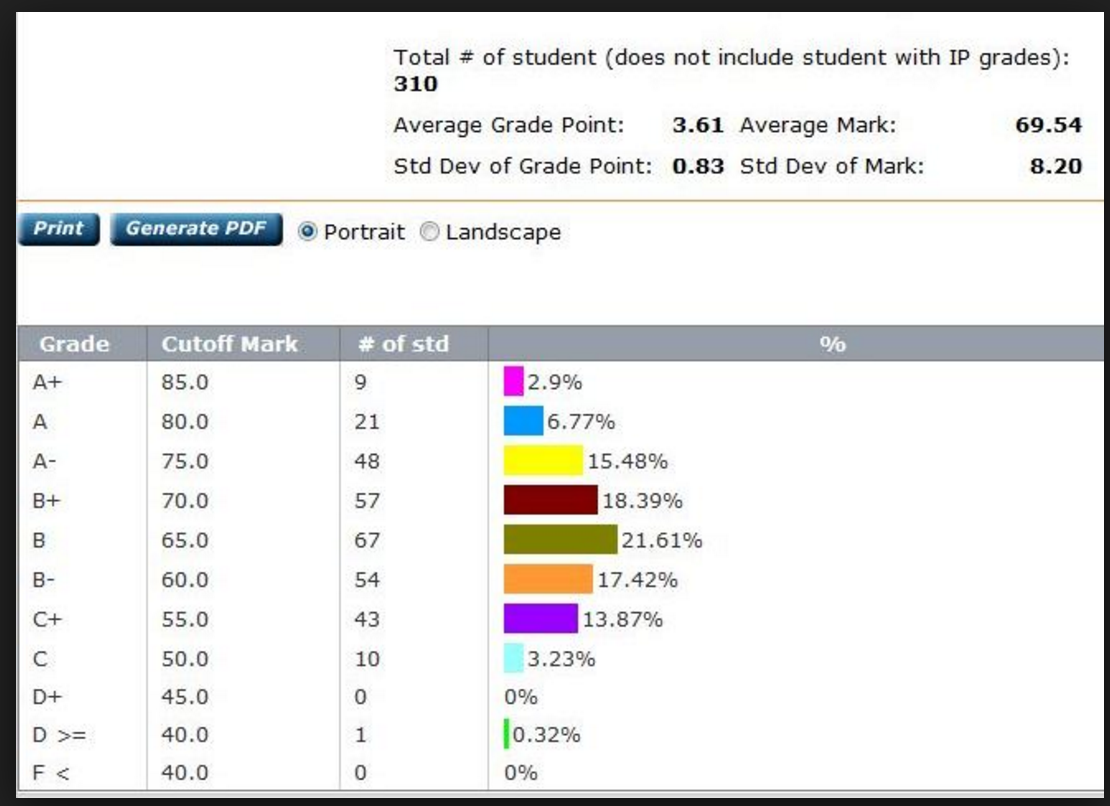 Total # of student (does not include student with IP grades):
310
Average Grade Point: 3.61 Average Mark: 69.54
Std Dev of Grade Point: 0.83 Std Dev of Mark: 8.20
Print Generate PDF Portrait Landscape
Grade Cutoff Mark # of std %
A+ 85.0 9 2.9%
A 80.0 21 6.77%
A- 75.0 48 15.48%
B+ 70.0 57 18.39%
B 65.0 67 21.61%
B- 60.0 54 17.42%
C+ 55.0 43 13.87%
C 50.0 10 3.23%
D+ 45.0 0 0%
D >= 40.0 1 0.32%
F < 40.0 0 0%